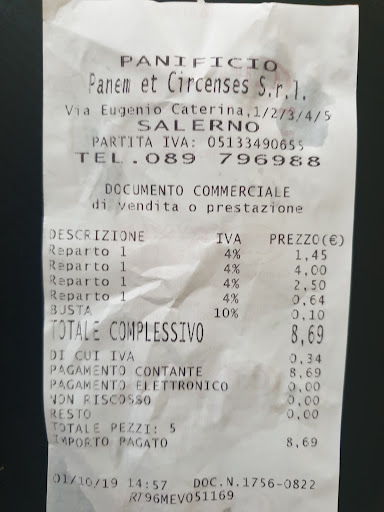 PANIFICIO
Panem et Circenses S.r.l.
Via Eugenio Caterina,1/2/3/4/5
SALERNO
PARTITA IVA: 05133490655
TEL.089 796988
DOCUMENTO COMMERCIALE
di vendita o prestazione
DESCRIZIONE IVA PREZZO(€)
Reparto 1 4% 1,45
Reparto 1 4% 4,00
Reparto 1 4% 2,50
Reparto 1 4% 0,64
BUSTA 10% 0,10
TOTALE COMPLESSIVO 8,69
DI CUI IVA 0,34
PAGAMENTO CONTANTE 8,69
PAGAMENTO ELETTRONICO 0,00
NON RISCOSSO 0,00
RESTO 0,00
TOTALE PEZZI: 5
IMPORTO PAGATO 8,69
01/10/19 14:57 DOC.N.1756-0822
RT96MEV051169